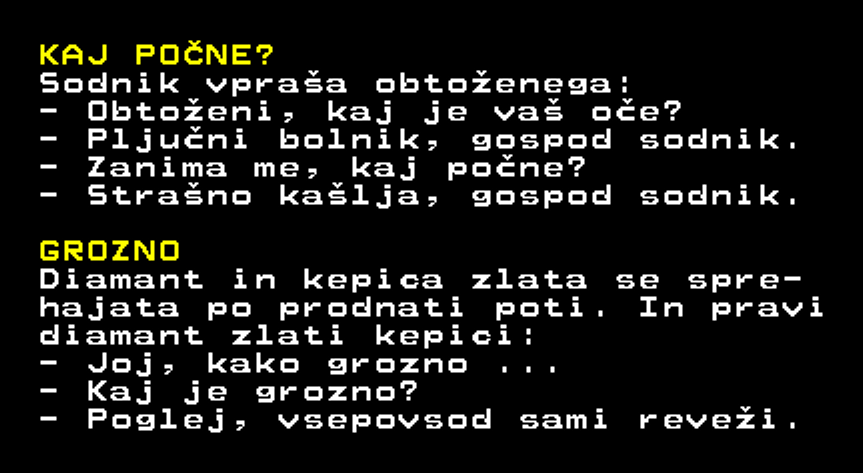 KAJ POČNE?
Sodnik vpraša obtoženega:
- Obtoženi, kaj je vaš oče?
- Pljučni bolnik, gospod sodnik.
- Zanima me, kaj počne?
- Strašno kašlja, gospod sodnik.
GROZNO
Diamant in kepica zlata se spre-
hajata po prodnati poti. In pravi
diamant zlati kepici:
- Joj, kako grozno ...
- Kaj je grozno?
- Poglej, vsepovsod sami reveži.